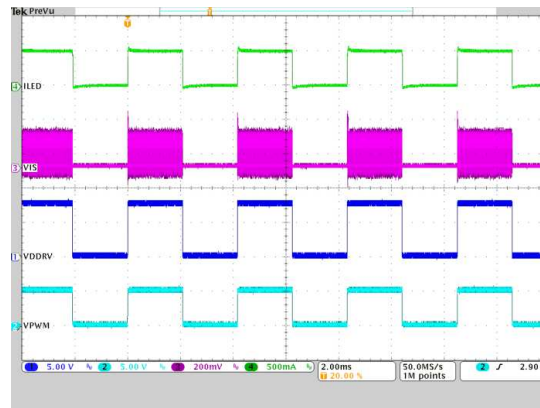 Tek PreVu
T
T
4 ILED
3 VIS
1 VDDRV
2 VPWM
1 5.00 V 2 5.00 V 3 200mV 4 500mA 2.00ms 50.0MS/s 2 2.90
T 20.00 % 1M points